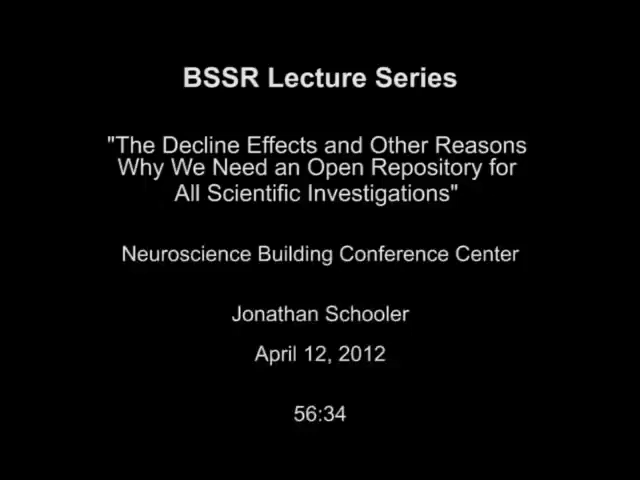 BSSR Lecture Series
"The Decline Effects and Other Reasons
Why We Need an Open Repository for
All Scientific Investigations"
Neuroscience Building Conference Center
Jonathan Schooler
April 12, 2012
56:34